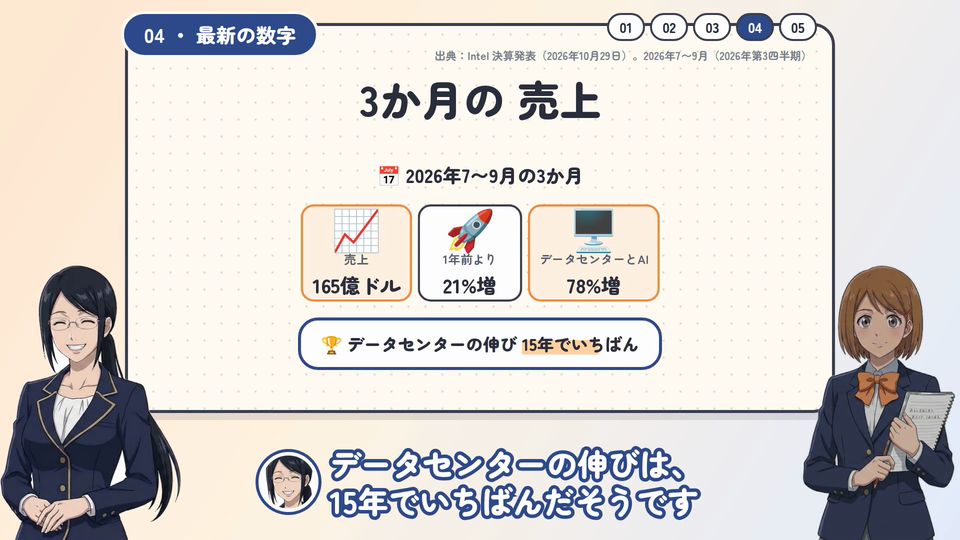 04 ・ 最新の数字
01 02 03 04 05
出典：Intel 決算発表（2026年10月29日）。2026年7〜9月（2026年第3四半期）
3か月の 売上
July 17
2026年7〜9月の3か月
売上
165億ドル
1年前より
21%増
データセンターとAI
78%増
データセンターの伸び 15年でいちばん
データセンターの伸びは、
15年でいちばんだそうです